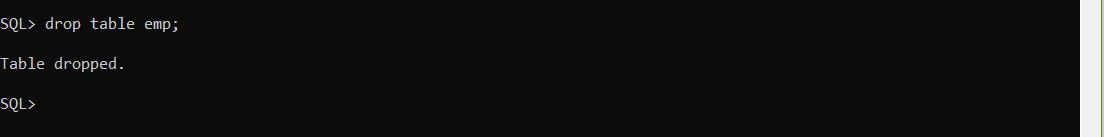 SQL> drop table emp;
Table dropped.
SQL>